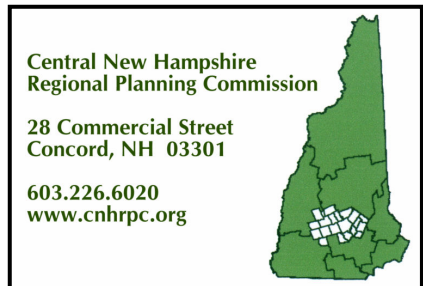 Central New Hampshire
Regional Planning Commission
28 Commercial Street
Concord, NH  03301
603.226.6020
www.cnhrpc.org